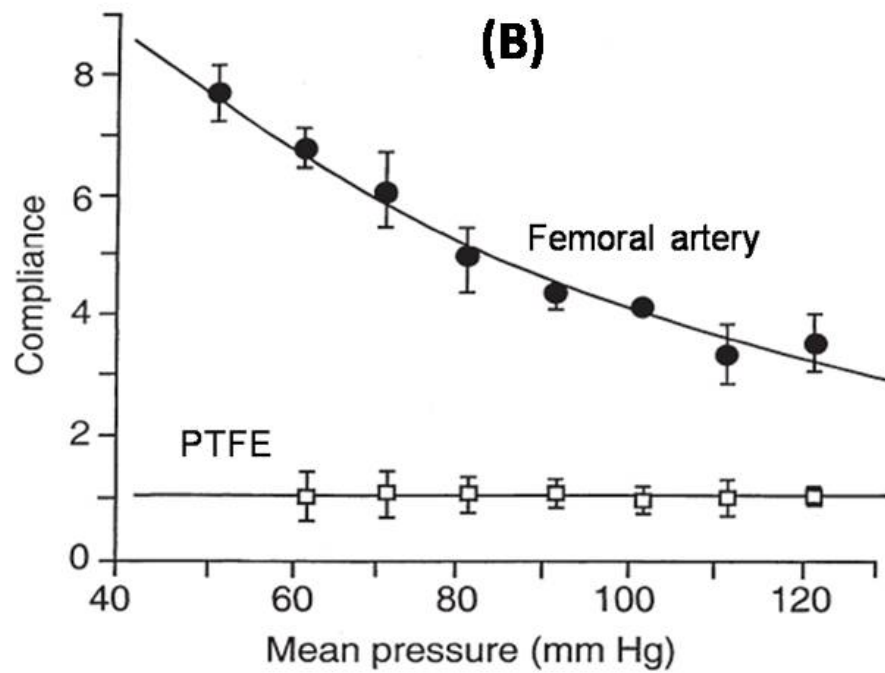 (B)
8
6
4
2
0
Compliance
Femoral artery
PTFE
40 60 80 100 120
Mean pressure (mm Hg)